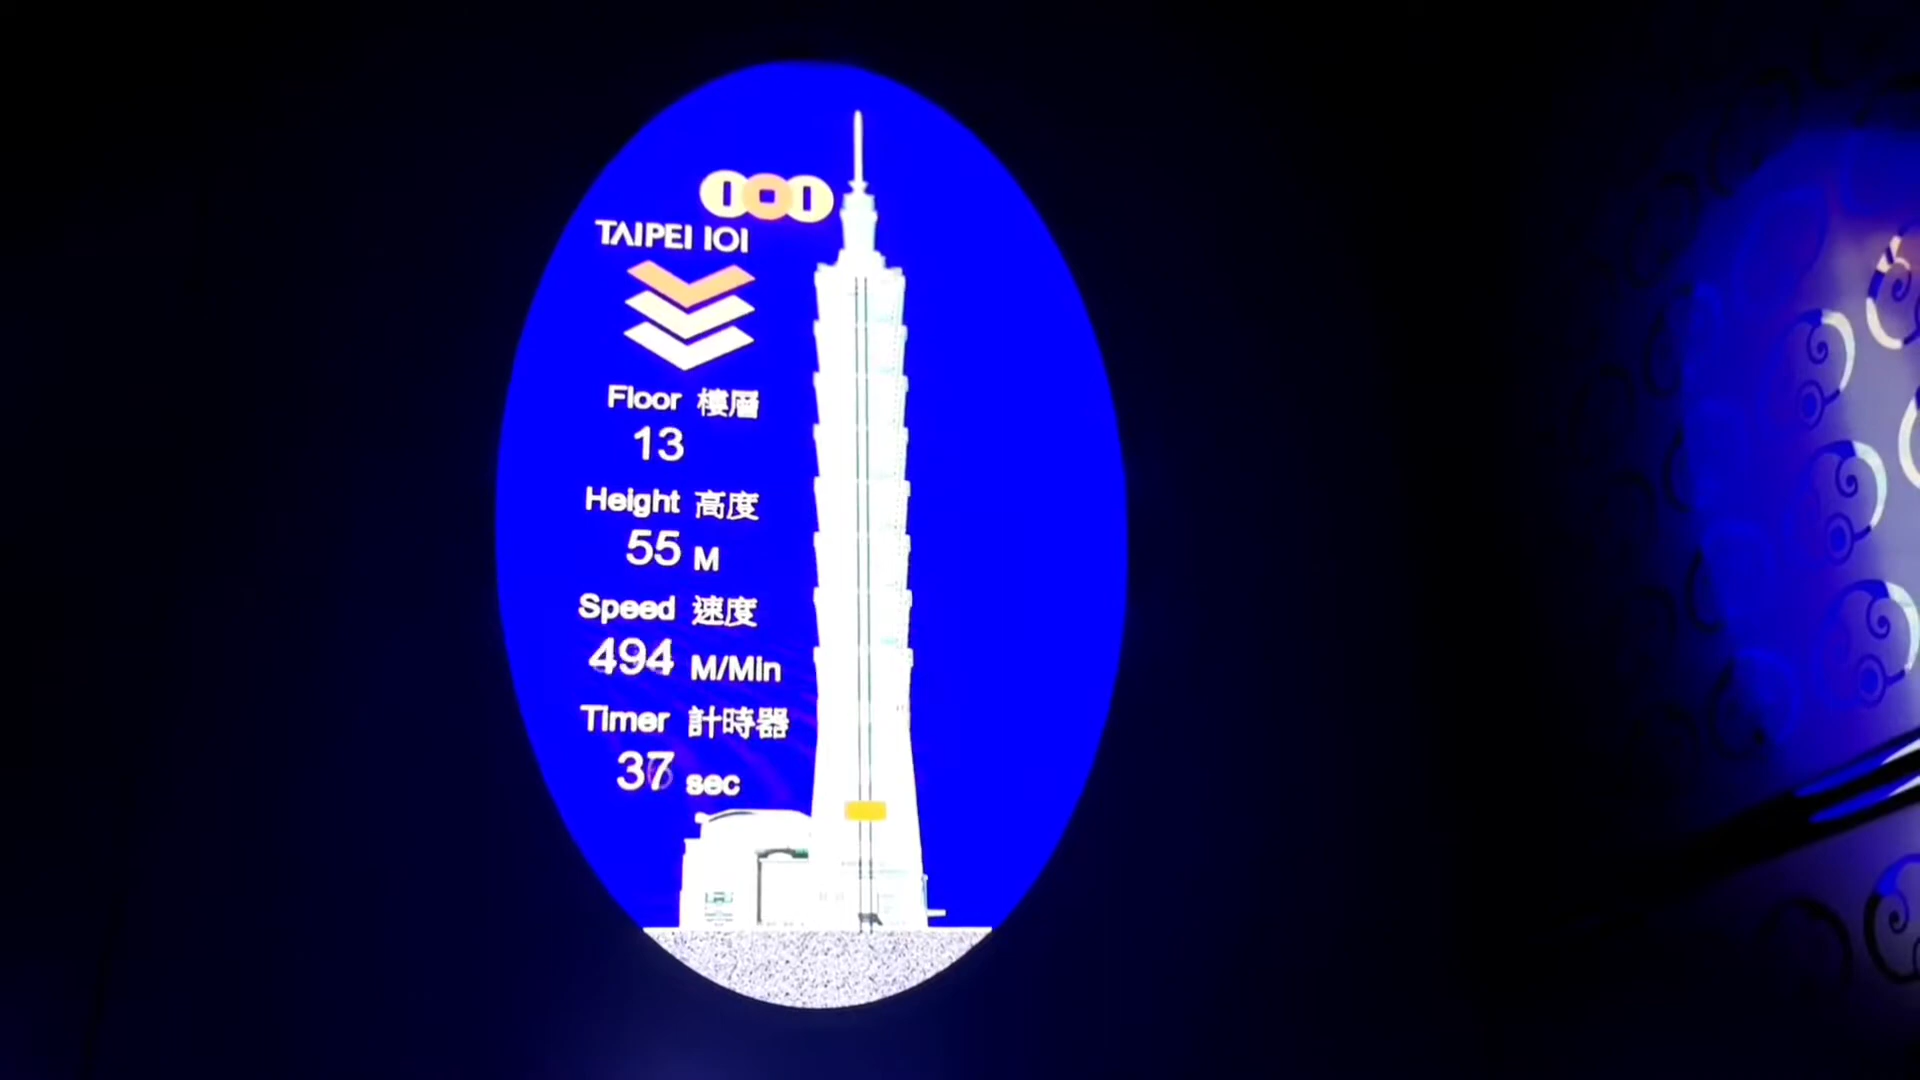 TAIPEI 101
Floor 樓層
13
Height 高度
55 M
Speed 速度
494 M/Min
Timer 計時器
37 sec